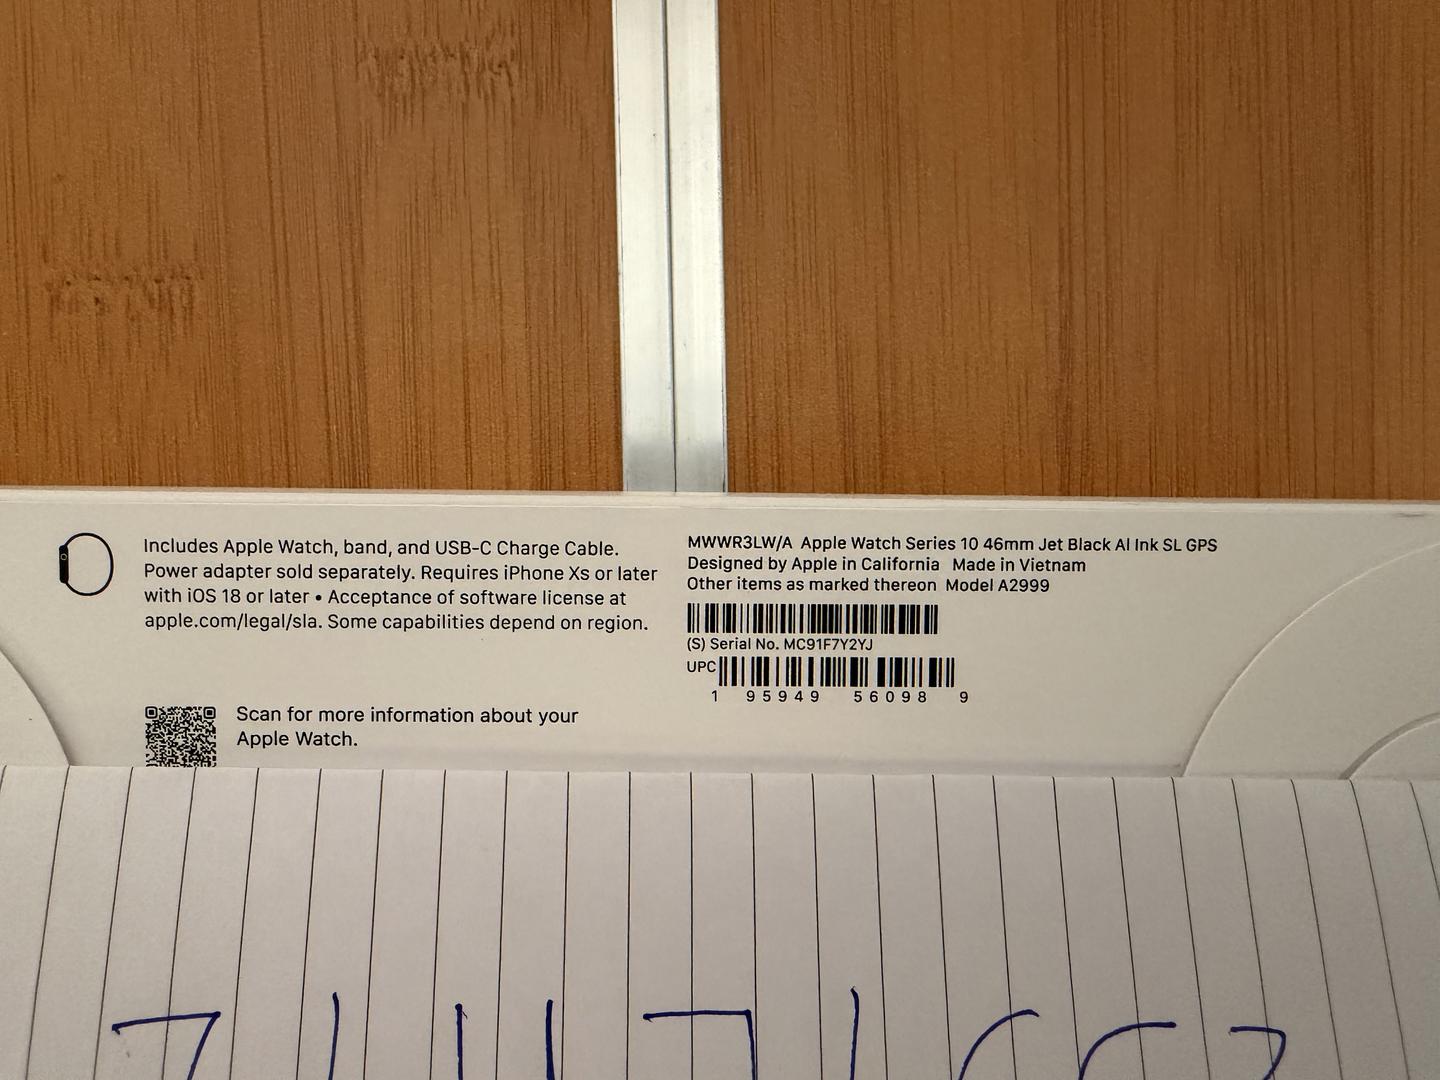 Includes Apple Watch, band, and USB-C Charge Cable.
Power adapter sold separately. Requires iPhone Xs or later
with iOS 18 or later • Acceptance of software license at
apple.com/legal/sla. Some capabilities depend on region.
Scan for more information about your
Apple Watch.
MWWR3LW/A Apple Watch Series 10 46mm Jet Black Al Ink SL GPS
Designed by Apple in California Made in Vietnam
Other items as marked thereon Model A2999
(S) Serial No. MC91F7Y2YJ
UPC
1 95949 56098 9